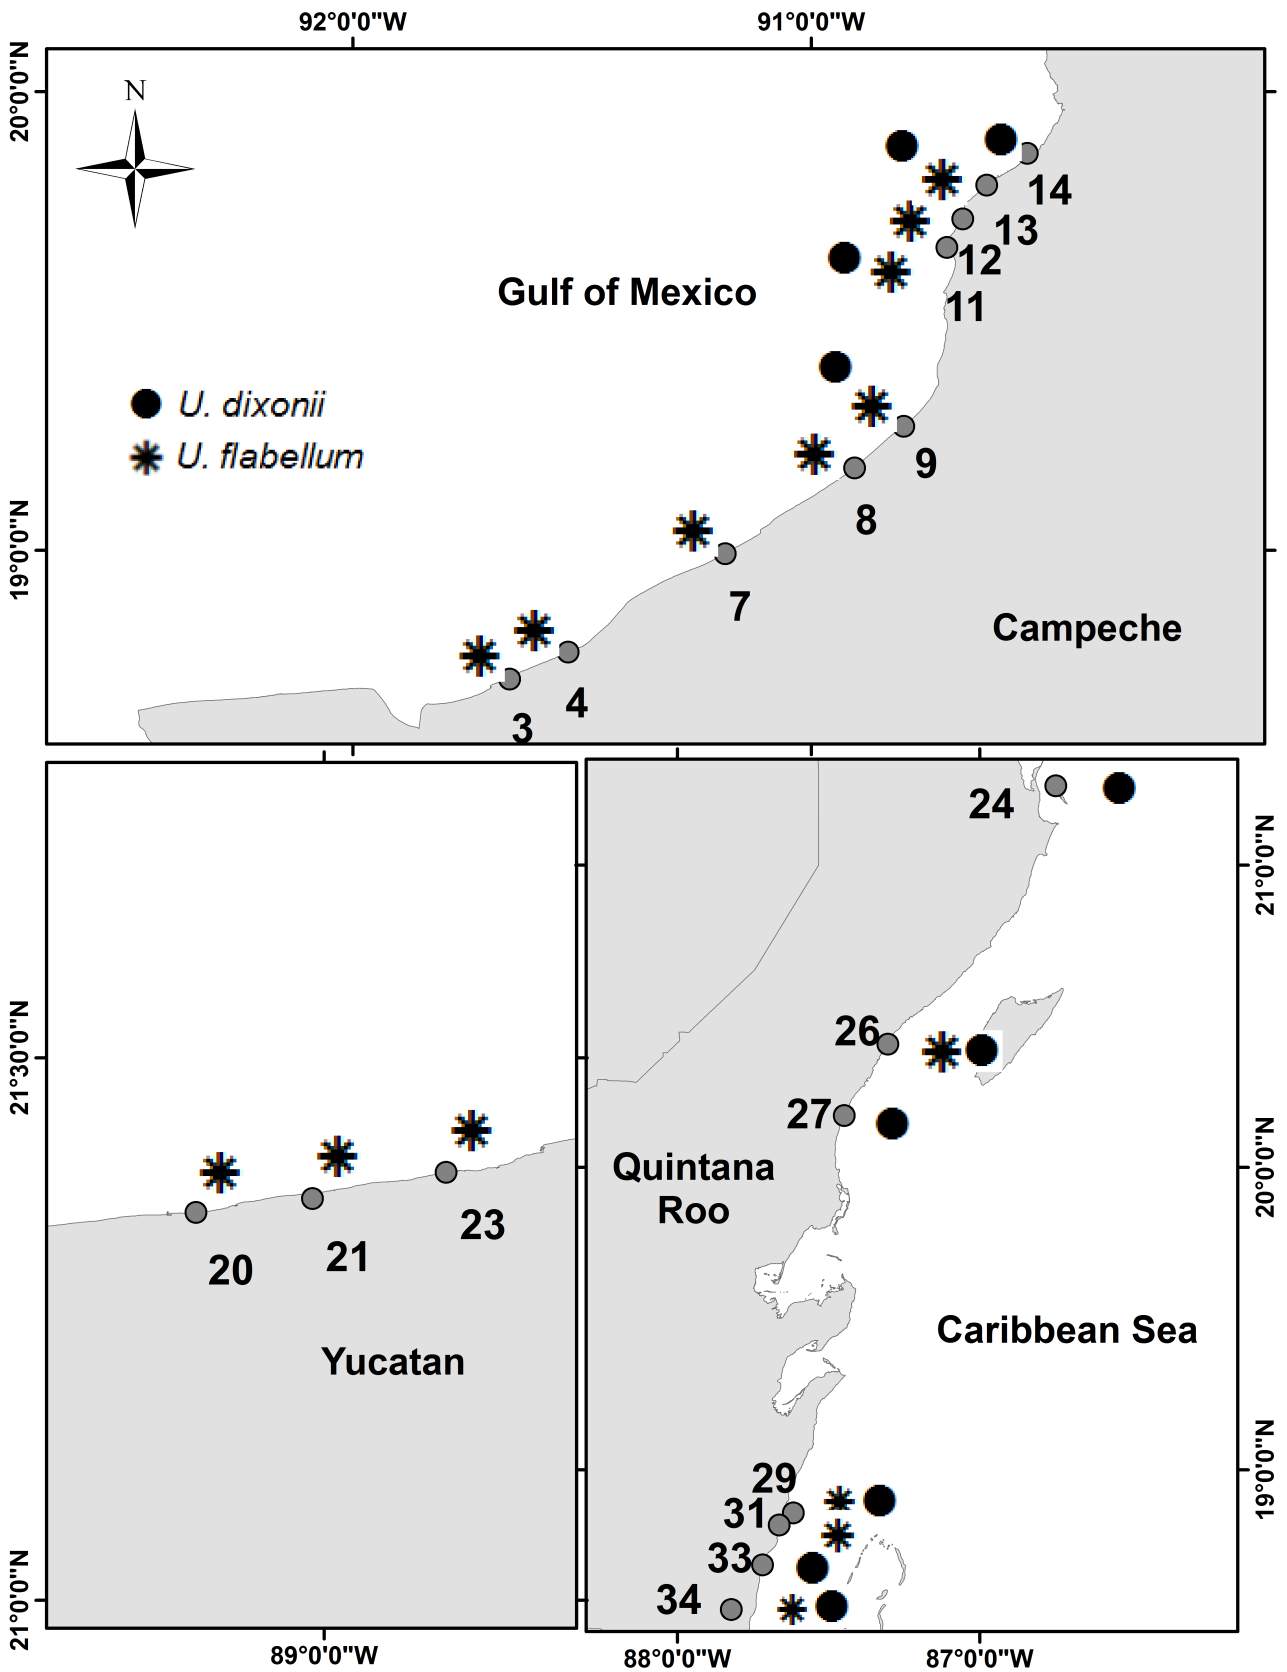 92°0'0"W 91°0'0"W
20°0'0"N
N
14
13
12
Gulf of Mexico
11
U. dixonii
U. flabellum
9
8
19°0'0"N
7
Campeche
4
3
24
21°0'0"N
26
21°30'0"N
27
Quintana
Roo
20°0'0"N
23
21
20
Caribbean Sea
Yucatan
29
19°0'0"N
31
33
34
21°0'0"N
89°0'0"W
88°0'0"W 87°0'0"W